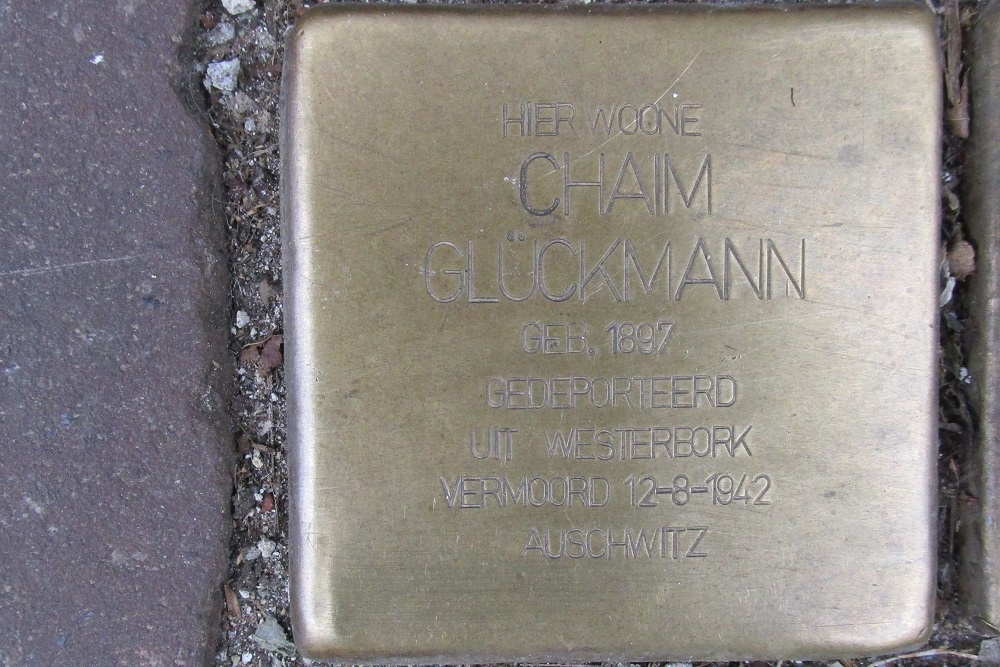 HIER WOONE
CHAIM
GLÜCKMANN
GEB. 1897
GEDEPORTEERD
UIT WESTERBORK
VERMOORD 12-8-1942
AUSCHWITZ